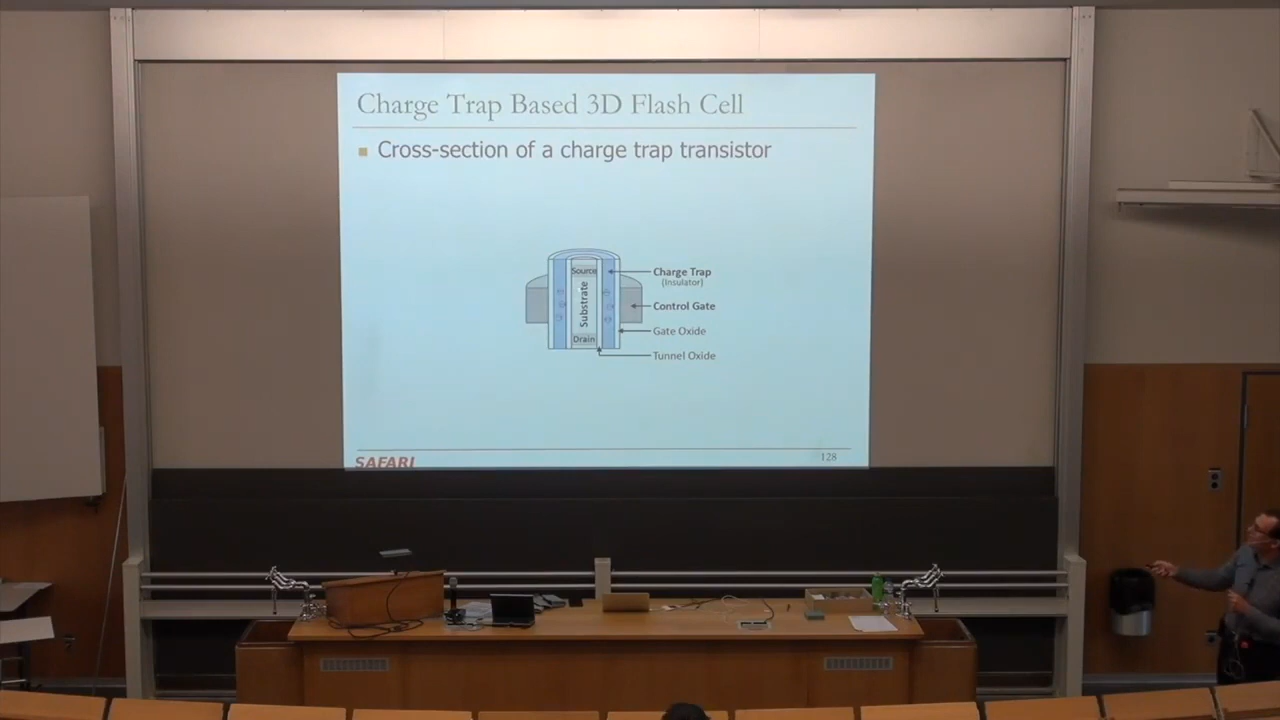 Charge Trap Based 3D Flash Cell
Cross-section of a charge trap transistor
Source
Substrate
Drain
Charge Trap
(Insulator)
Control Gate
Gate Oxide
Tunnel Oxide
SAFARI
128